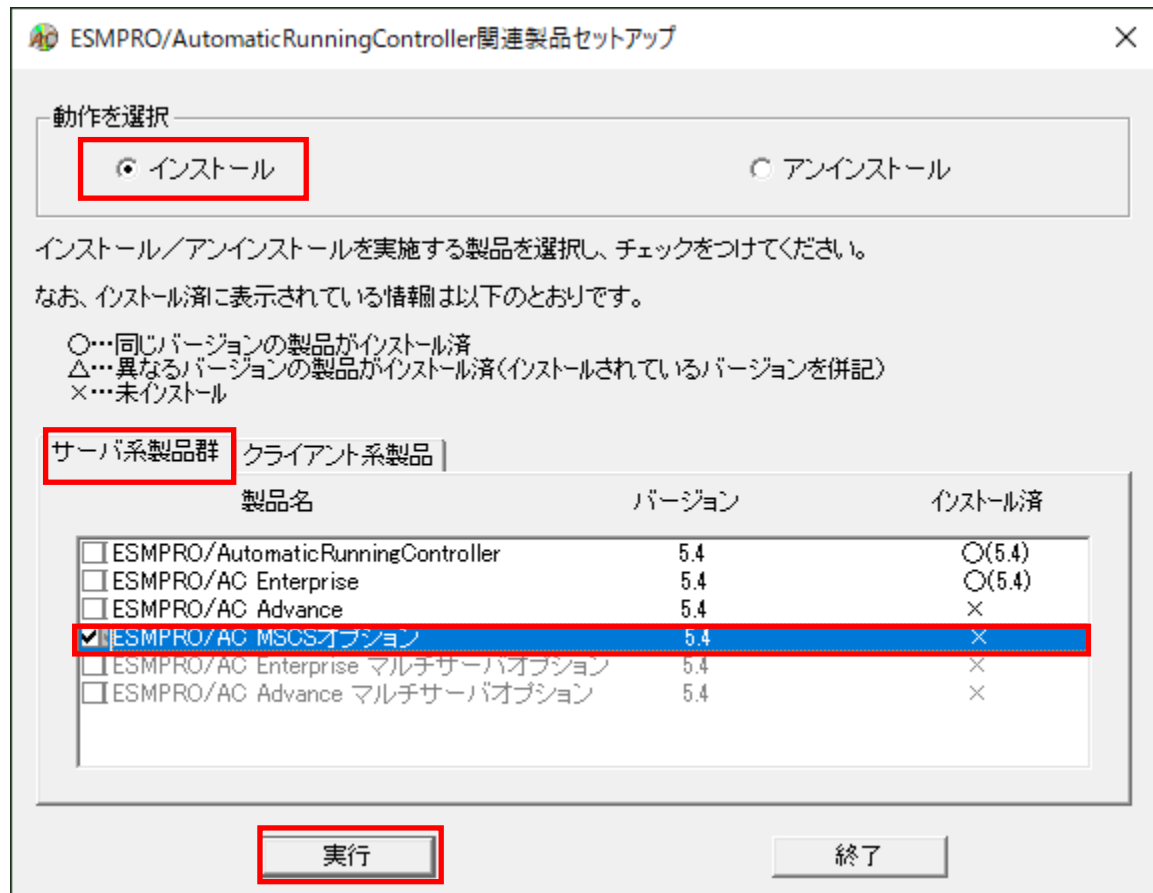 ESMPRO/AutomaticRunningController関連製品セットアップ
動作を選択
インストール
アンインストール
インストール／アンインストールを実施する製品を選択し、チェックをつけてください。
なお、インストール済に表示されている情報は以下のとおりです。
○…同じバージョンの製品がインストール済
△…異なるバージョンの製品がインストール済(インストールされているバージョンを併記)
×…未インストール
サーバ系製品群 クライアント系製品
製品名 バージョン インストール済
ESMPRO/AutomaticRunningController 5.4 ○(5.4)
ESMPRO/AC Enterprise 5.4 ○(5.4)
ESMPRO/AC Advance 5.4 ×
ESMPRO/AC MSCSオプション 5.4 ×
ESMPRO/AC Enterprise マルチサーバオプション 5.4 ×
ESMPRO/AC Advance マルチサーバオプション 5.4 ×
実行 終了